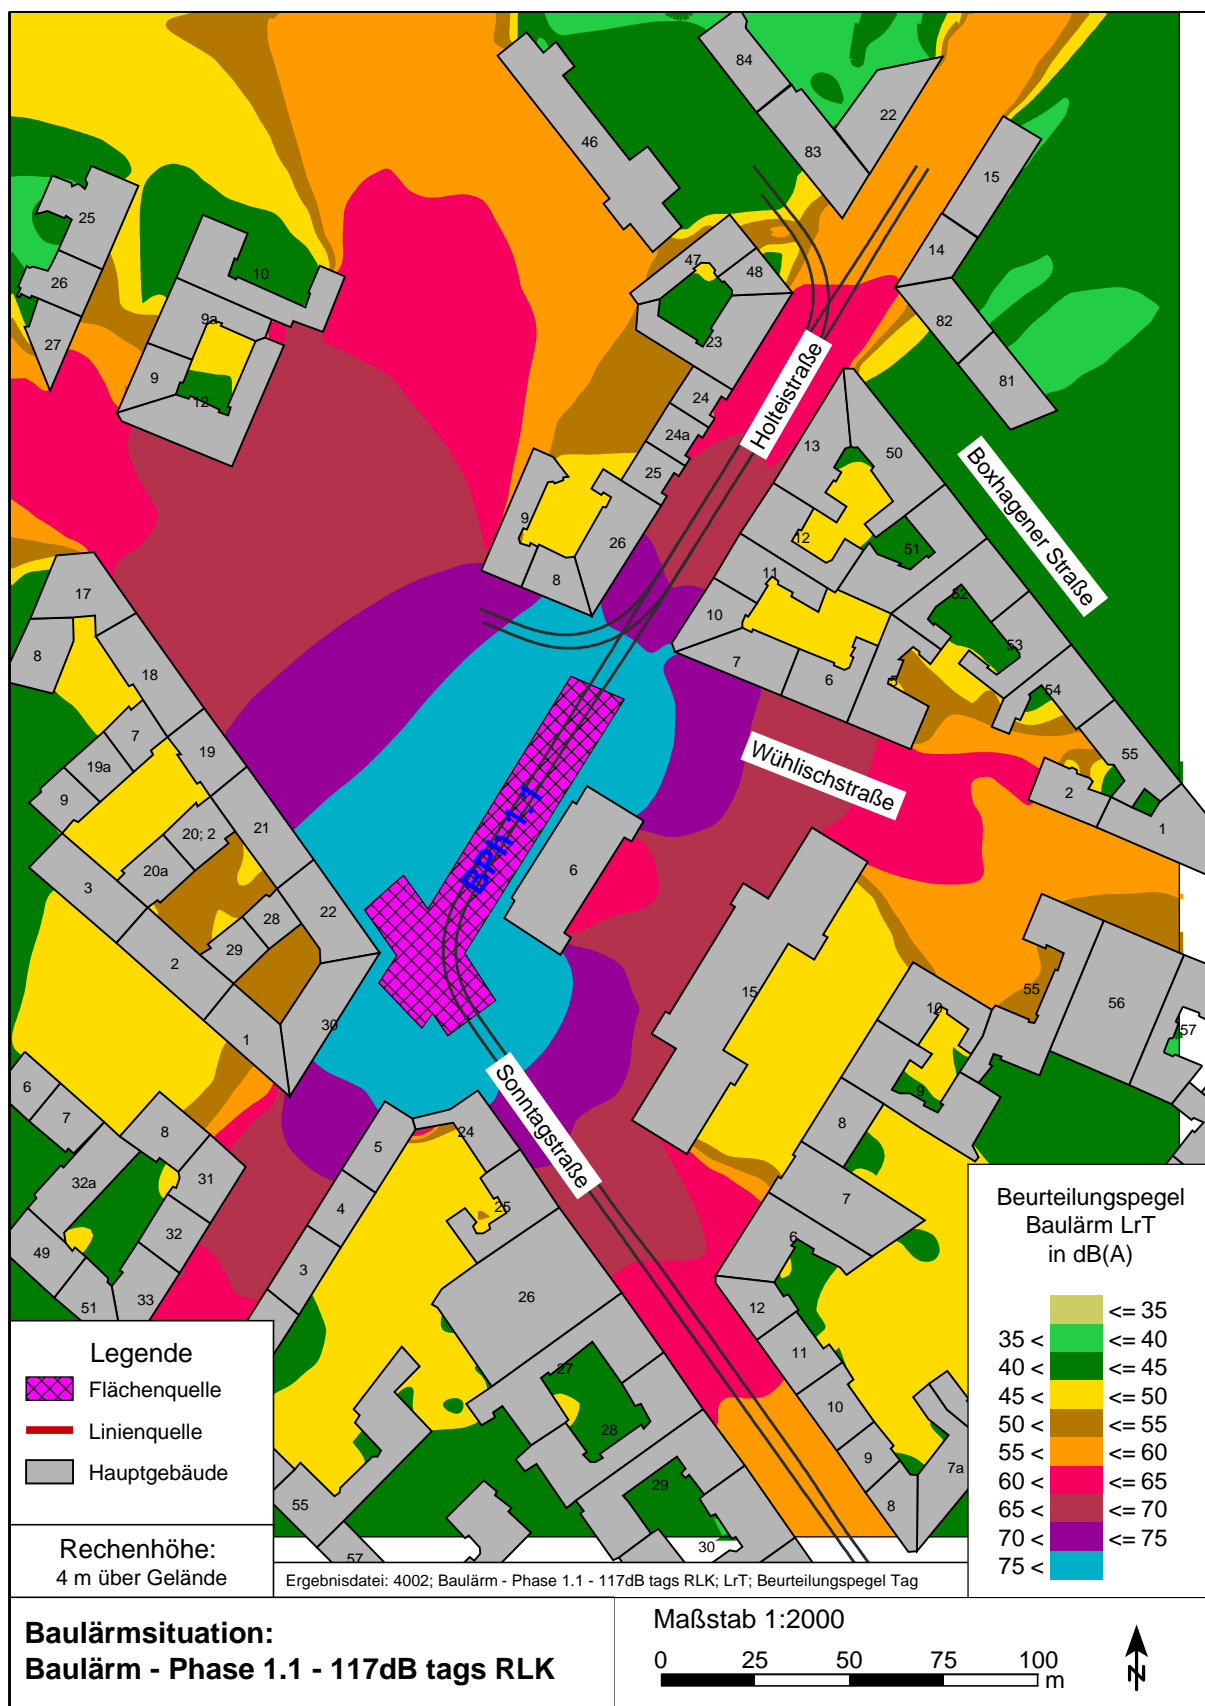 84
22
46
83
15
25
14
47
48
10
26
82
9a
23
27
81
9
24
12
Holteistraße
24a
13
50
25
Boxhagener Straße
9
12
26
51
11
8
52
17
10
53
8
7
6
5
18
54
7
19
55
19a
Wühlischstraße
2
9
BPh 1.1
1
21
20; 2
6
20a
3
28
22
29
2
15
55
56
10
30
57
1
Sonntagstraße
6
9
7
8
24
8
5
31
32a
7
4
25
32
6
49
3
26
12
33
51
11
27
10
28
9
7a
29
8
55
30
57
Beurteilungspegel
Baulärm LrT
in dB(A)
<= 35
35 < <= 40
40 < <= 45
45 < <= 50
50 < <= 55
55 < <= 60
60 < <= 65
65 < <= 70
70 < <= 75
75 <
Legende
Flächenquelle
Linienquelle
Hauptgebäude
Rechenhöhe:
4 m über Gelände
Ergebnisdatei: 4002; Baulärm - Phase 1.1 - 117dB tags RLK; LrT; Beurteilungspegel Tag
Baulärmsituation:
Baulärm - Phase 1.1 - 117dB tags RLK
Maßstab 1:2000
0 25 50 75 100
m
N